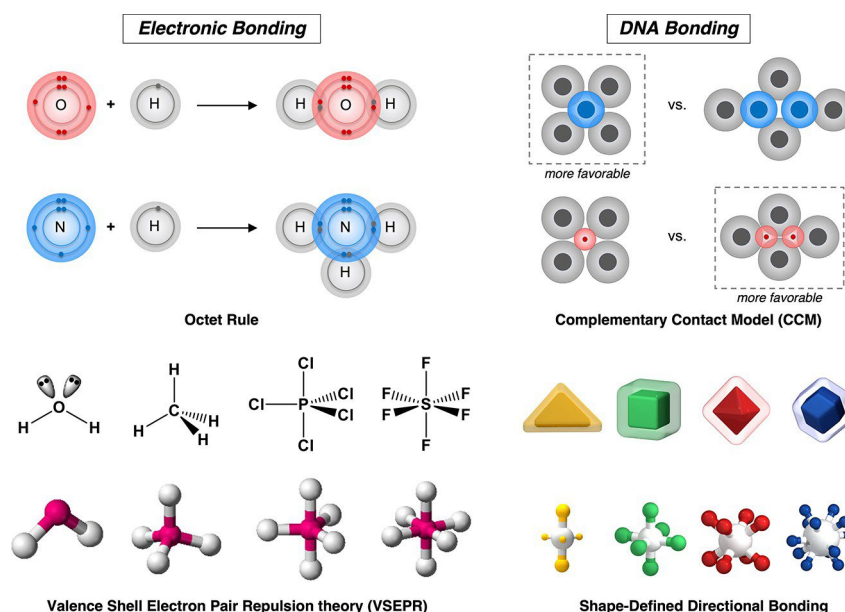 Electronic Bonding
DNA Bonding
O + H H O H
vs.
more favorable
N + H H N H
H
vs.
more favorable
Octet Rule
Complementary Contact Model (CCM)
O
H H
H
C
H H
H
Cl
Cl P Cl
Cl
Cl
F
F F
S
F F
F
Valence Shell Electron Pair Repulsion theory (VSEPR)
Shape-Defined Directional Bonding